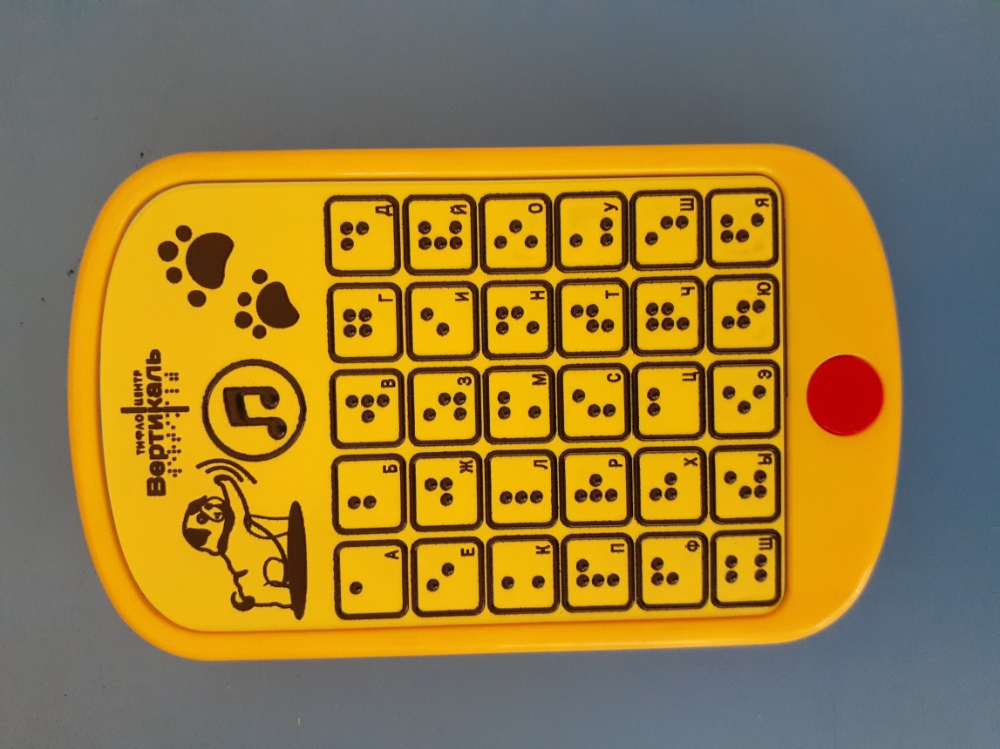 ТИФЛОЦЕНТР
Вертикаль
А Б В Г Д
Е Ж З И Й
К Л М Н О
П Р С Т У
Ф Х Ц Ч Ш
Щ Ы Э Ю Я